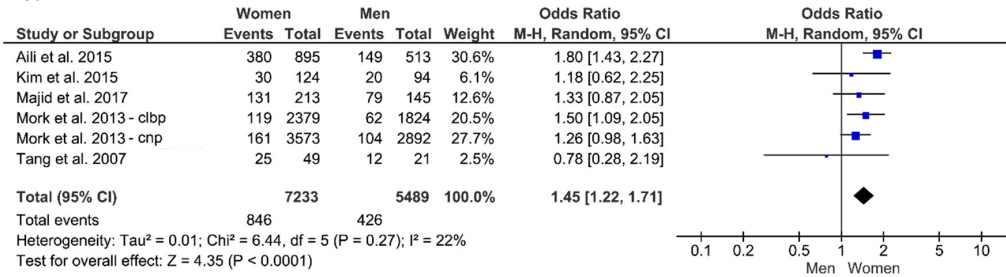 Women Men Odds Ratio Odds Ratio
Study or Subgroup Events Total Events Total Weight M-H, Random, 95% CI M-H, Random, 95% CI
Aili et al. 2015 380 895 149 513 30.6% 1.80 [1.43, 2.27]
Kim et al. 2015 30 124 20 94 6.1% 1.18 [0.62, 2.25]
Majid et al. 2017 131 213 79 145 12.6% 1.33 [0.87, 2.05]
Mork et al. 2013 - clbp 119 2379 62 1824 20.5% 1.50 [1.09, 2.05]
Mork et al. 2013 - cnp 161 3573 104 2892 27.7% 1.26 [0.98, 1.63]
Tang et al. 2007 25 49 12 21 2.5% 0.78 [0.28, 2.19]
Total (95% CI) 7233 5489 100.0% 1.45 [1.22, 1.71]
Total events 846 426
Heterogeneity: Tau² = 0.01; Chi² = 6.44, df = 5 (P = 0.27); I² = 22%
Test for overall effect: Z = 4.35 (P < 0.0001)
0.1 0.2 0.5 1 2 5 10
Men Women